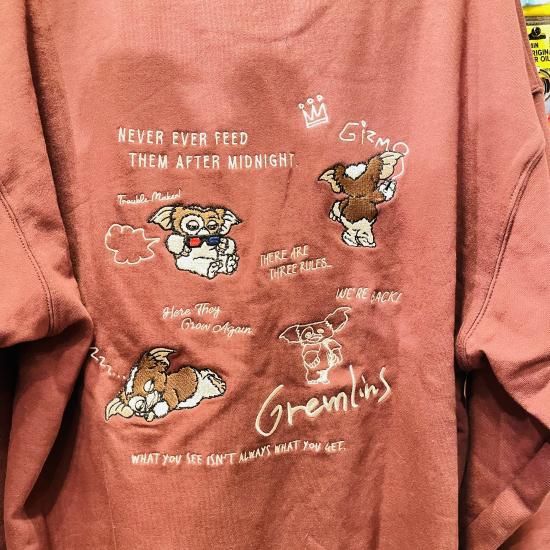 NEVER EVER FEED
THEM AFTER MIDNIGHT.
GizMO
Trouble Maker!
THERE ARE
THREE RULES...
WE'RE BACK!
Here They
Grow Again
zzz...
Gremlins
WHAT YOU SEE ISN'T ALWAYS WHAT YOU GET.